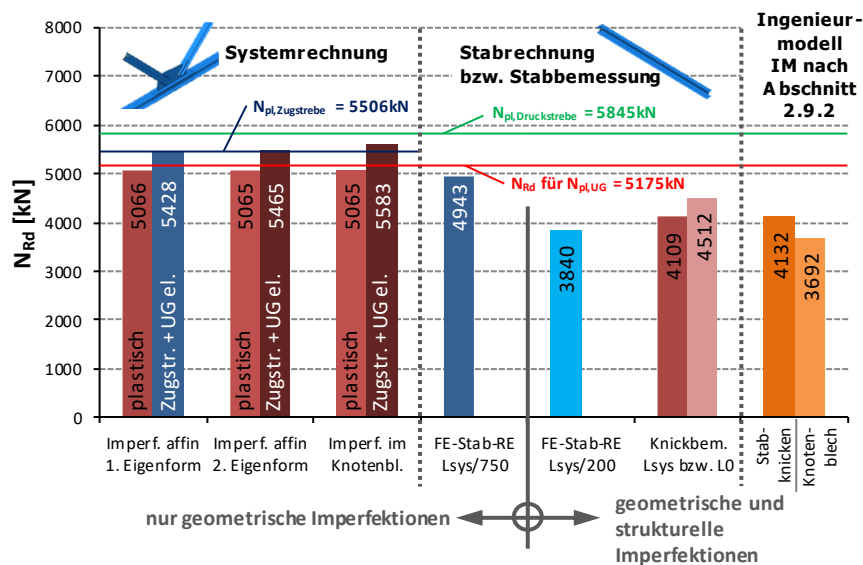 Systemrechnung
Stabrechnung
bzw. Stabbemessung
Ingenieur-
modell
IM nach
Abschnitt
2.9.2
N_Rd [kN]
8000
7000
6000
5000
4000
3000
2000
1000
0
N_pl,Zugstrebe = 5506kN
N_pl,Druckstrebe = 5845kN
N_Rd für N_pl,UG = 5175kN
plastisch 5066
Zugstr. + UG el. 5428
plastisch 5065
Zugstr. + UG el. 5465
plastisch 5065
Zugstr. + UG el. 5583
4943
3840
4109
4512
4132
3692
Imperf. affin
1. Eigenform
Imperf. affin
2. Eigenform
Imperf. im
Knotenbl.
FE-Stab-RE
Lsys/750
FE-Stab-RE
Lsys/200
Knickbem.
Lsys bzw. L0
Stab-
knicken
Knoten-
blech
nur geometrische Imperfektionen
geometrische und
strukturelle
Imperfektionen